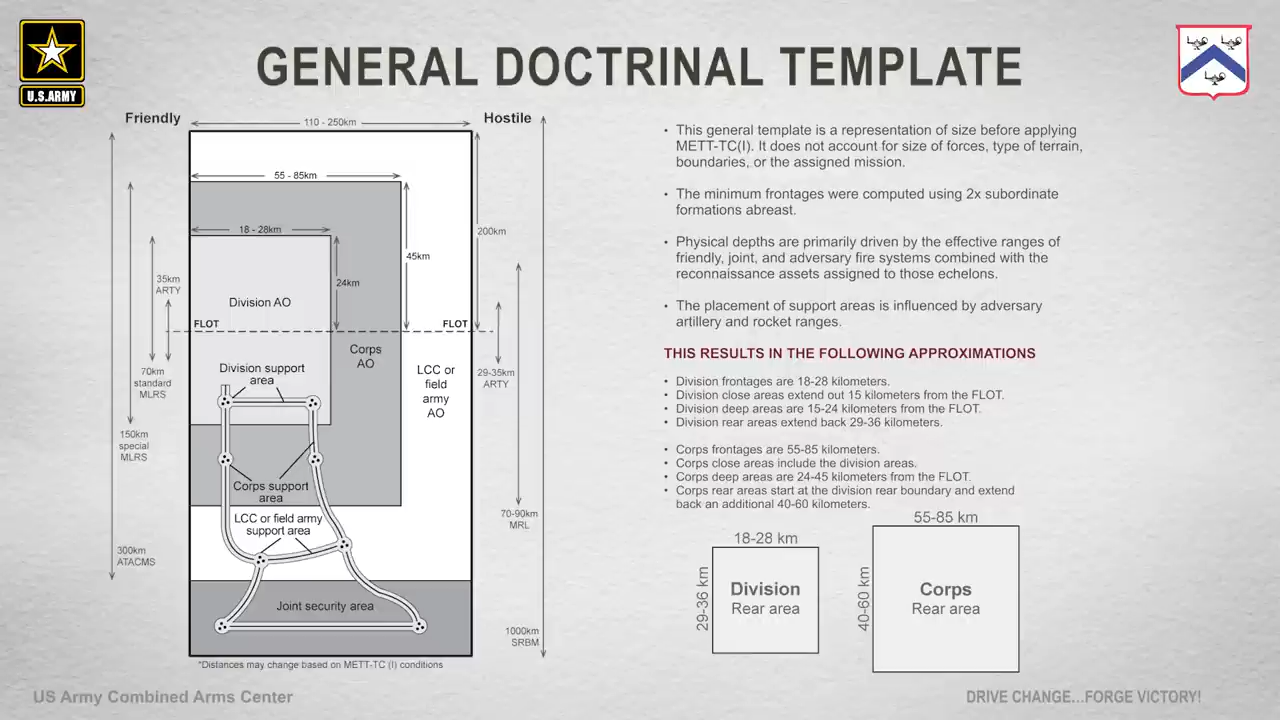 GENERAL DOCTRINAL TEMPLATE
U.S.ARMY
Friendly
110 - 250km
Hostile
55 - 85km
18 - 28km
200km
45km
24km
35km
ARTY
Division AO
FLOT
FLOT
Corps
AO
70km
standard
MLRS
Division support
area
LCC or
field
army
AO
29-35km
ARTY
150km
special
MLRS
Corps support
area
LCC or field army
support area
70-90km
MRL
300km
ATACMS
Joint security area
1000km
SRBM
*Distances may change based on METT-TC (I) conditions
• This general template is a representation of size before applying
METT-TC(I). It does not account for size of forces, type of terrain,
boundaries, or the assigned mission.
• The minimum frontages were computed using 2x subordinate
formations abreast.
• Physical depths are primarily driven by the effective ranges of
friendly, joint, and adversary fire systems combined with the
reconnaissance assets assigned to those echelons.
• The placement of support areas is influenced by adversary
artillery and rocket ranges.
THIS RESULTS IN THE FOLLOWING APPROXIMATIONS
• Division frontages are 18-28 kilometers.
• Division close areas extend out 15 kilometers from the FLOT.
• Division deep areas are 15-24 kilometers from the FLOT.
• Division rear areas extend back 29-36 kilometers.
• Corps frontages are 55-85 kilometers.
• Corps close areas include the division areas.
• Corps deep areas are 24-45 kilometers from the FLOT.
• Corps rear areas start at the division rear boundary and extend
back an additional 40-60 kilometers.
18-28 km
29-36 km
Division
Rear area
55-85 km
40-60 km
Corps
Rear area
US Army Combined Arms Center
DRIVE CHANGE...FORGE VICTORY!